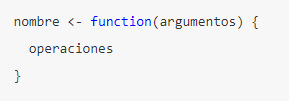 nombre <- function(argumentos) {
  operaciones
}